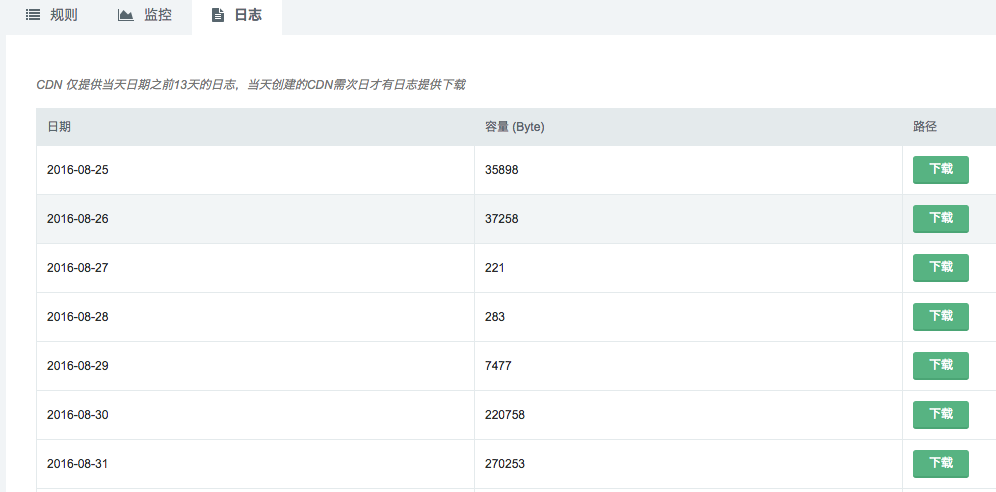 规则 监控 日志
CDN 仅提供当天日期之前13天的日志，当天创建的CDN需次日才有日志提供下载
日期 容量 (Byte) 路径
2016-08-25 35898 下载
2016-08-26 37258 下载
2016-08-27 221 下载
2016-08-28 283 下载
2016-08-29 7477 下载
2016-08-30 220758 下载
2016-08-31 270253 下载